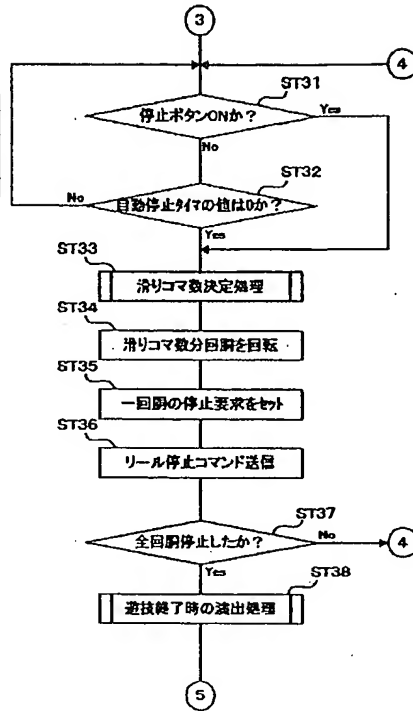 3
4
ST31
停止ボタンONか？
Yes
No
ST32
自動停止タイマの値は0か？
No
Yes
ST33
滑りコマ数決定処理
ST34
滑りコマ数分回胴を回転
ST35
一回胴の停止要求をセット
ST36
リール停止コマンド送信
ST37
全回胴停止したか？
No
4
Yes
ST38
遊技終了時の演出処理
5